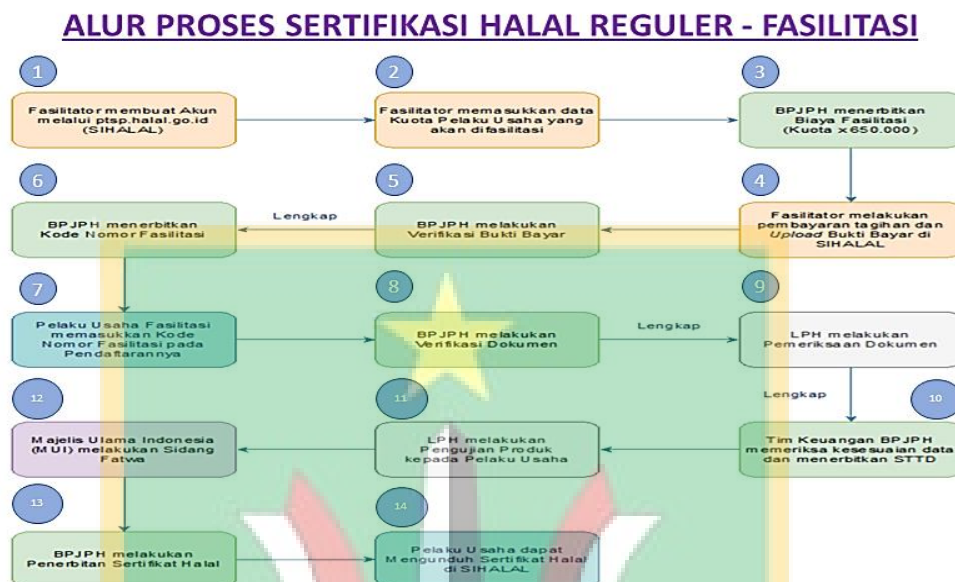 ALUR PROSES SERTIFIKASI HALAL REGULER - FASILITASI
1
Fasilitator membuat Akun
melalui ptsp.halal.go.id
(SIHALAL)
2
Fasilitator memasukkan data
Kuota Pelaku Usaha yang
akan difasilitasi
3
BPJPH menerbitkan
Biaya Fasilitasi
(Kuota x 650.000)
4
Fasilitator melakukan
pembayaran tagihan dan
Upload Bukti Bayar di
SIHALAL
5
BPJPH melakukan
Verifikasi Bukti Bayar
Lengkap
6
BPJPH menerbitkan
Kode Nomor Fasilitasi
7
Pelaku Usaha Fasilitasi
memasukkan Kode
Nomor Fasilitasi pada
Pendaftarannya
8
BPJPH melakukan
Verifikasi Dokumen
Lengkap
9
LPH melakukan
Pemeriksaan Dokumen
Lengkap
10
Tim Keuangan BPJPH
memeriksa kesesuaian data
dan menerbitkan STTD
11
LPH melakukan
Pengujian Produk
kepada Pelaku Usaha
12
Majelis Ulama Indonesia
(MUI) melakukan Sidang
Fatwa
13
BPJPH melakukan
Penerbitan Sertifikat Halal
14
Pelaku Usaha dapat
Mengunduh Sertifikat Halal
di SIHALAL